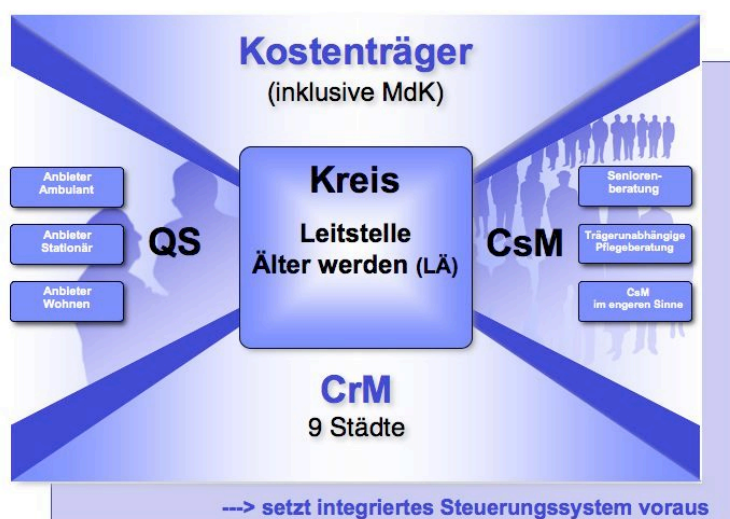 Kostenträger
(inklusive MdK)
Anbieter
Ambulant
Anbieter
Stationär
Anbieter
Wohnen
QS
Kreis
Leitstelle
Älter werden (LÄ)
CsM
Senioren-
beratung
Trägerunabhängige
Pflegeberatung
CsM
im engeren Sinne
CrM
9 Städte
---> setzt integriertes Steuerungssystem voraus